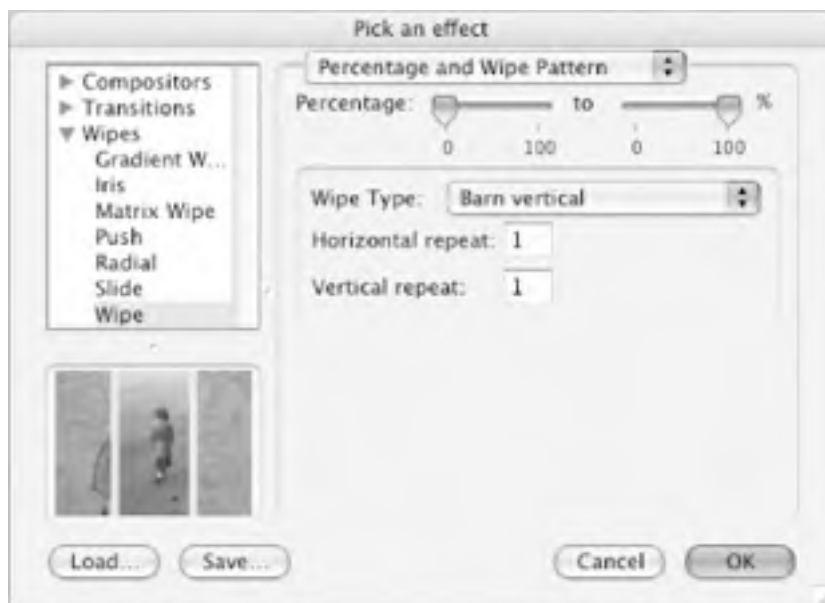 Pick an effect
Compositors
Transitions
Wipes
Gradient W...
Iris
Matrix Wipe
Push
Radial
Slide
Wipe
Percentage and Wipe Pattern
Percentage: to %
0 100 0 100
Wipe Type: Barn vertical
Horizontal repeat: 1
Vertical repeat: 1
Load... Save... Cancel OK